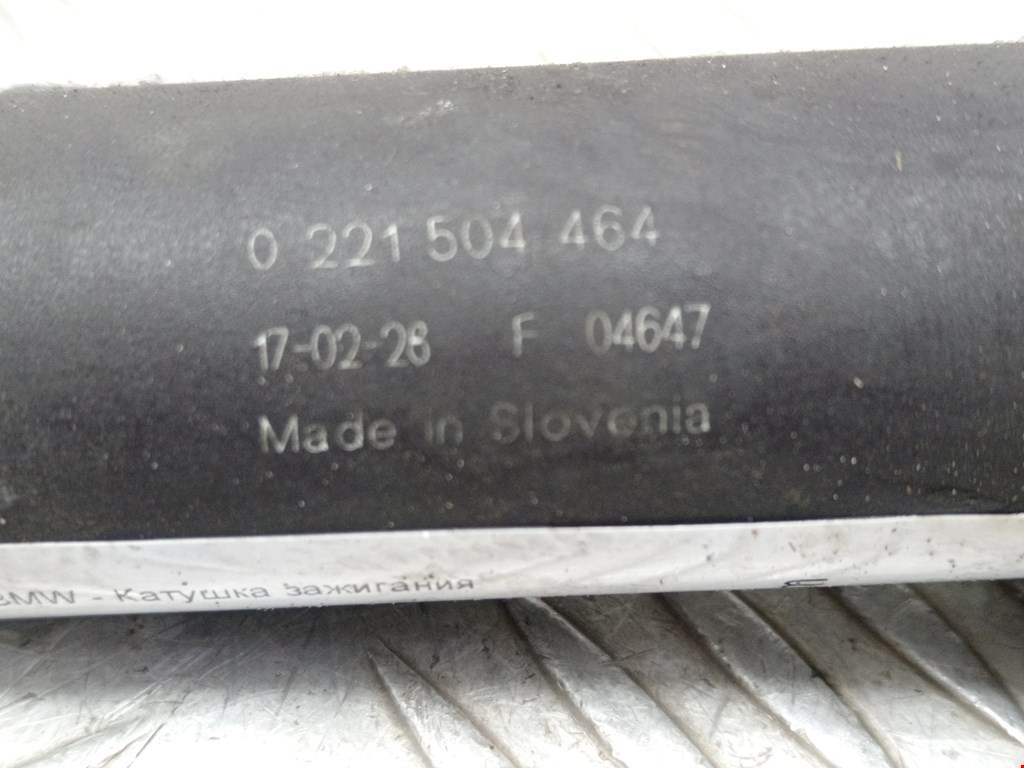 0 221 504 464
17-02-28 F 04647
Made in Slovenia
BMW - Катушка зажигания